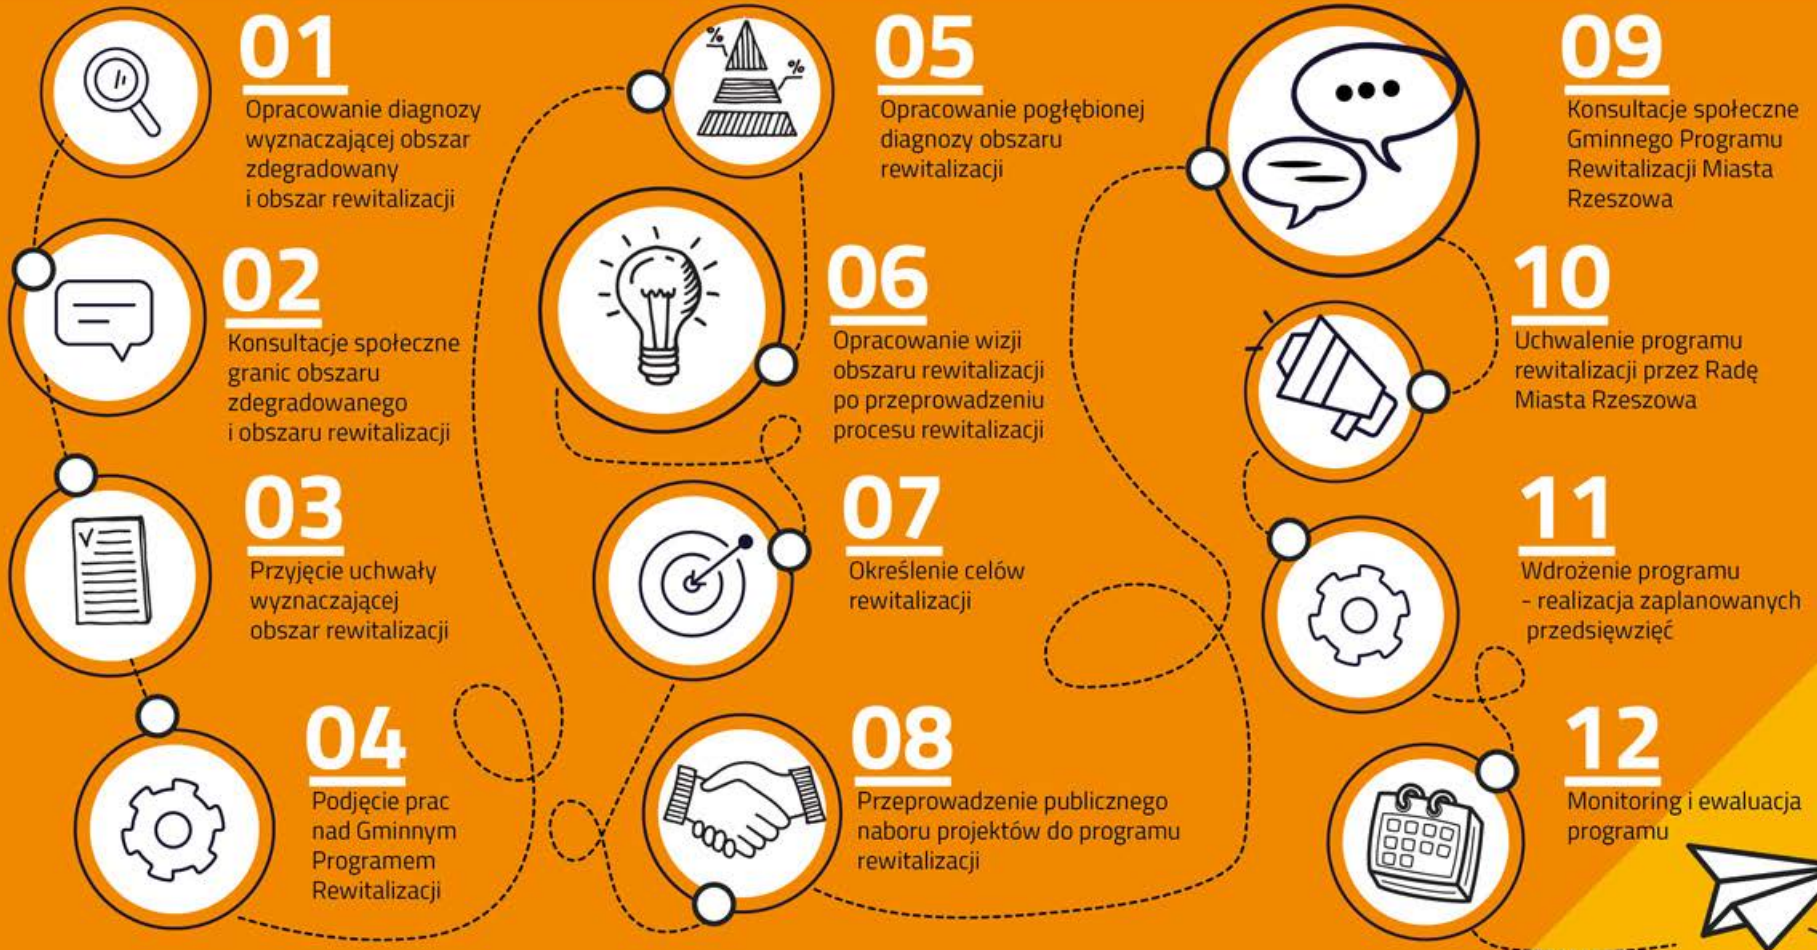 01
Opracowanie diagnozy
wyznaczającej obszar
zdegradowany
i obszar rewitalizacji
02
Konsultacje społeczne
granic obszaru
zdegradowanego
i obszaru rewitalizacji
03
Przyjęcie uchwały
wyznaczającej
obszar rewitalizacji
04
Podjęcie prac
nad Gminnym
Programem
Rewitalizacji
%
%
05
Opracowanie pogłębionej
diagnozy obszaru
rewitalizacji
06
Opracowanie wizji
obszaru rewitalizacji
po przeprowadzeniu
procesu rewitalizacji
07
Określenie celów
rewitalizacji
08
Przeprowadzenie publicznego
naboru projektów do programu
rewitalizacji
09
Konsultacje społeczne
Gminnego Programu
Rewitalizacji Miasta
Rzeszowa
10
Uchwalenie programu
rewitalizacji przez Radę
Miasta Rzeszowa
11
Wdrożenie programu
- realizacja zaplanowanych
przedsięwzięć
12
Monitoring i ewaluacja
programu